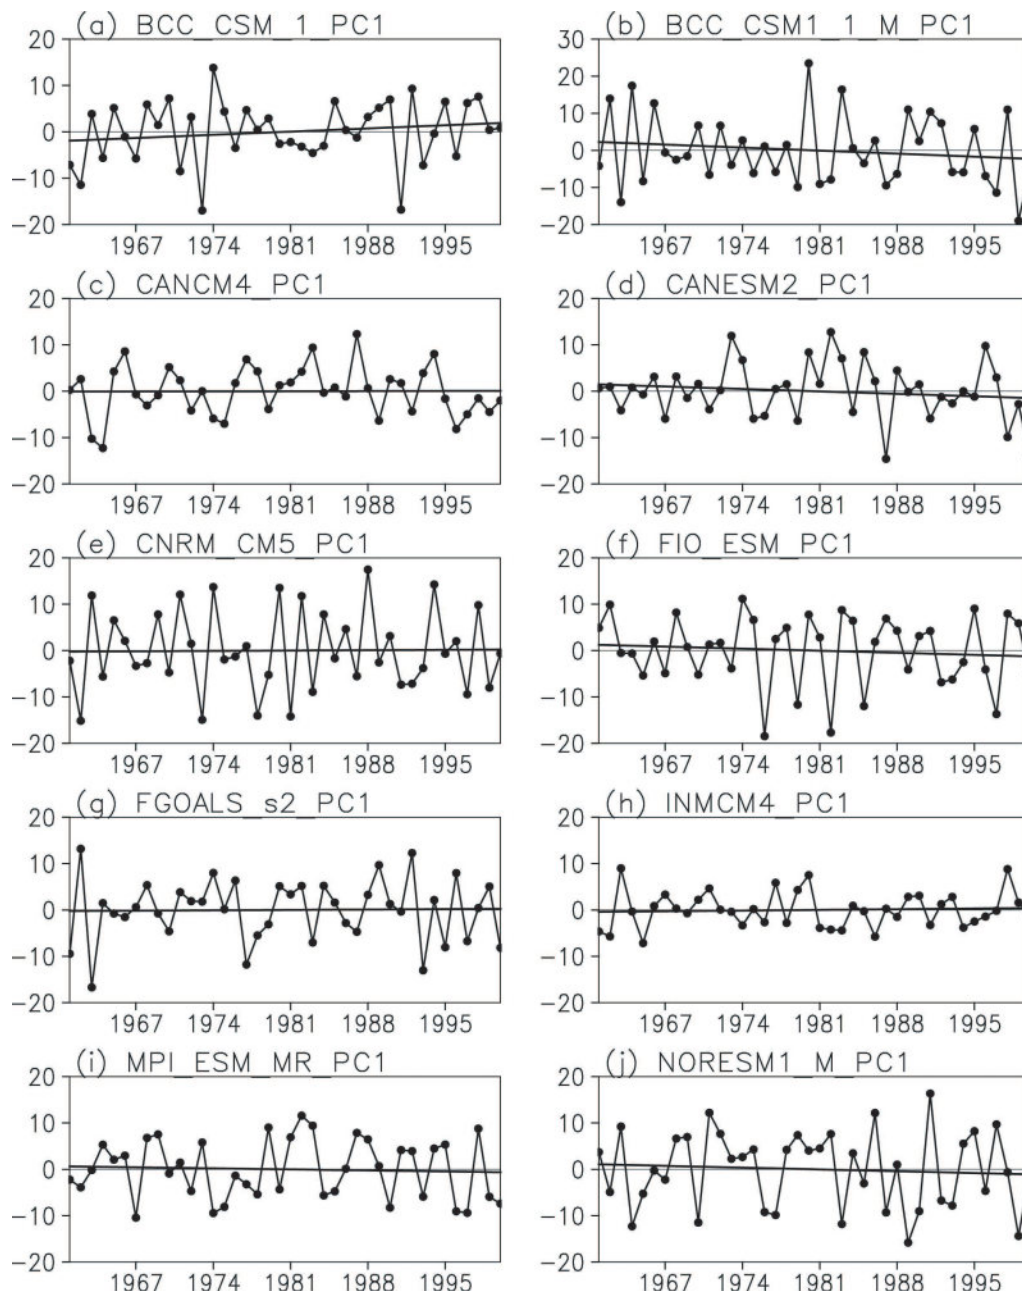 (a) BCC_CSM_1_PC1
20
10
0
−10
−20
1967 1974 1981 1988 1995
(b) BCC_CSM1_1_M_PC1
30
20
10
0
−10
−20
1967 1974 1981 1988 1995
(c) CANCM4_PC1
20
10
0
−10
−20
1967 1974 1981 1988 1995
(d) CANESM2_PC1
20
10
0
−10
−20
1967 1974 1981 1988 1995
(e) CNRM_CM5_PC1
20
10
0
−10
−20
1967 1974 1981 1988 1995
(f) FIO_ESM_PC1
20
10
0
−10
−20
1967 1974 1981 1988 1995
(g) FGOALS_s2_PC1
20
10
0
−10
−20
1967 1974 1981 1988 1995
(h) INMCM4_PC1
20
10
0
−10
−20
1967 1974 1981 1988 1995
(i) MPI_ESM_MR_PC1
20
10
0
−10
−20
1967 1974 1981 1988 1995
(j) NORESM1_M_PC1
20
10
0
−10
−20
1967 1974 1981 1988 1995